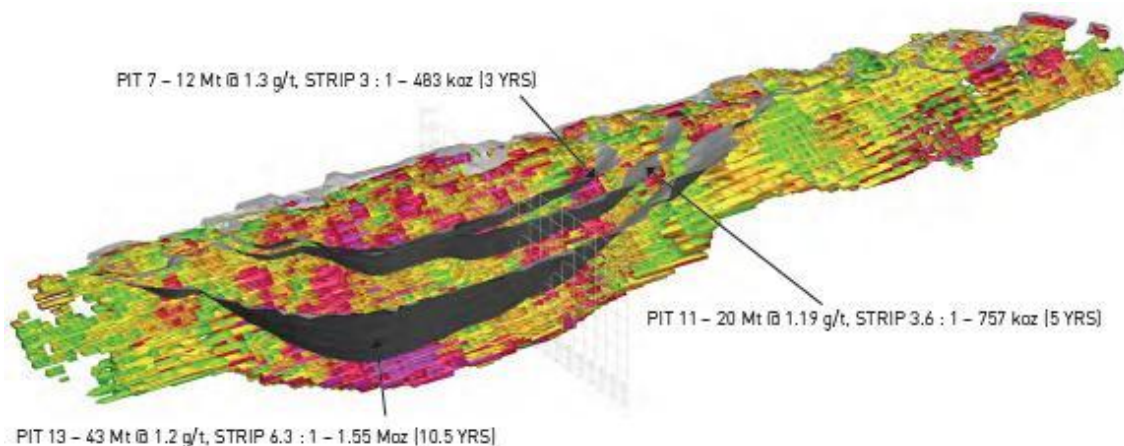 PIT 7 – 12 Mt @ 1.3 g/t, STRIP 3 : 1 – 483 koz (3 YRS)
PIT 11 – 20 Mt @ 1.19 g/t, STRIP 3.6 : 1 – 757 koz (5 YRS)
PIT 13 – 43 Mt @ 1.2 g/t, STRIP 6.3 : 1 – 1.55 Moz (10.5 YRS)